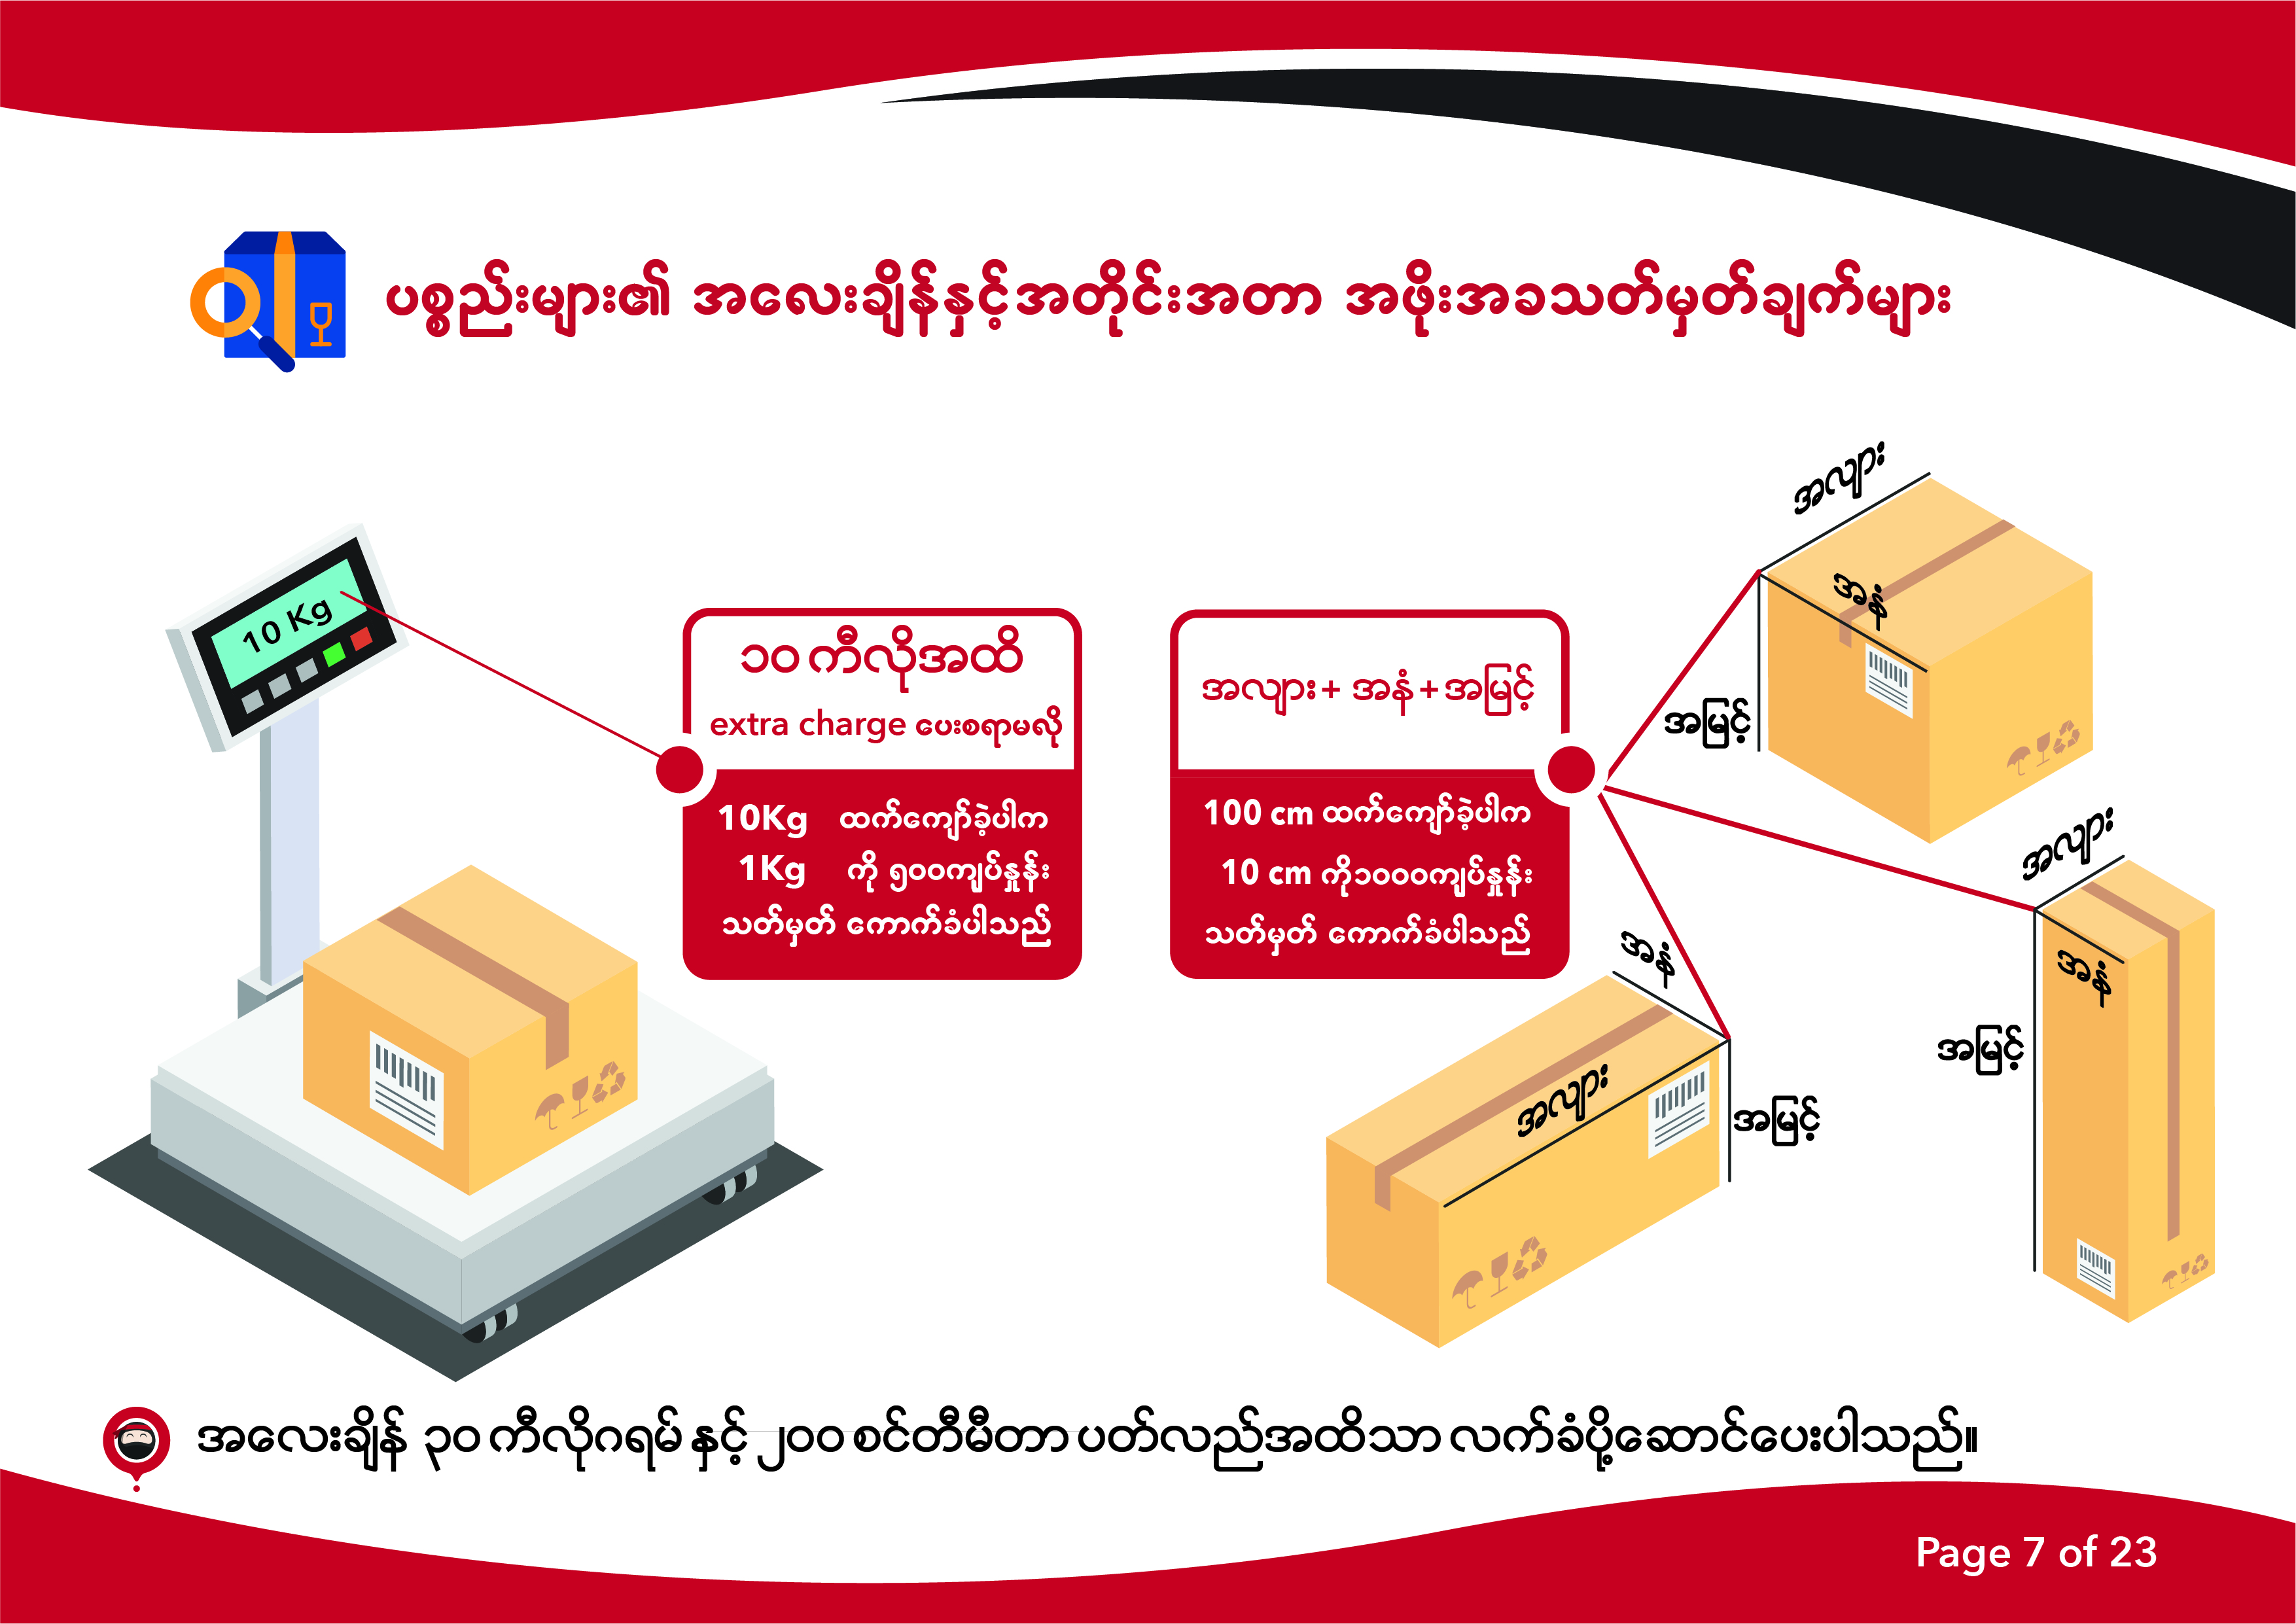 ပစ္စည်းများ၏ အလေးချိန်နှင့်အတိုင်းအတာ အဖိုးအခသတ်မှတ်ချက်များ
10 Kg
၁၀ ကီလိုအထိ
extra charge ပေးစရာမလို
10Kg ထက်ကျော်ခဲ့ပါက
1Kg ကို ၅၀၀ကျပ်နှုန်း
သတ်မှတ် ကောက်ခံပါသည်
အလျား + အနံ + အမြင့်
100 cm ထက်ကျော်ခဲ့ပါက
10 cm ကို၁၀၀၀ကျပ်နှုန်း
သတ်မှတ် ကောက်ခံပါသည်
အလျား
အနံ
အမြင့်
အလျား
အနံ
အမြင့်
အနံ
အလျား
အမြင့်
အလေးချိန် ၃၀ ကီလိုဂရမ် နှင့် ၂၀၀ စင်တီမီတာ ပတ်လည်အထိသာ လက်ခံပို့ဆောင်ပေးပါသည်။
Page 7 of 23